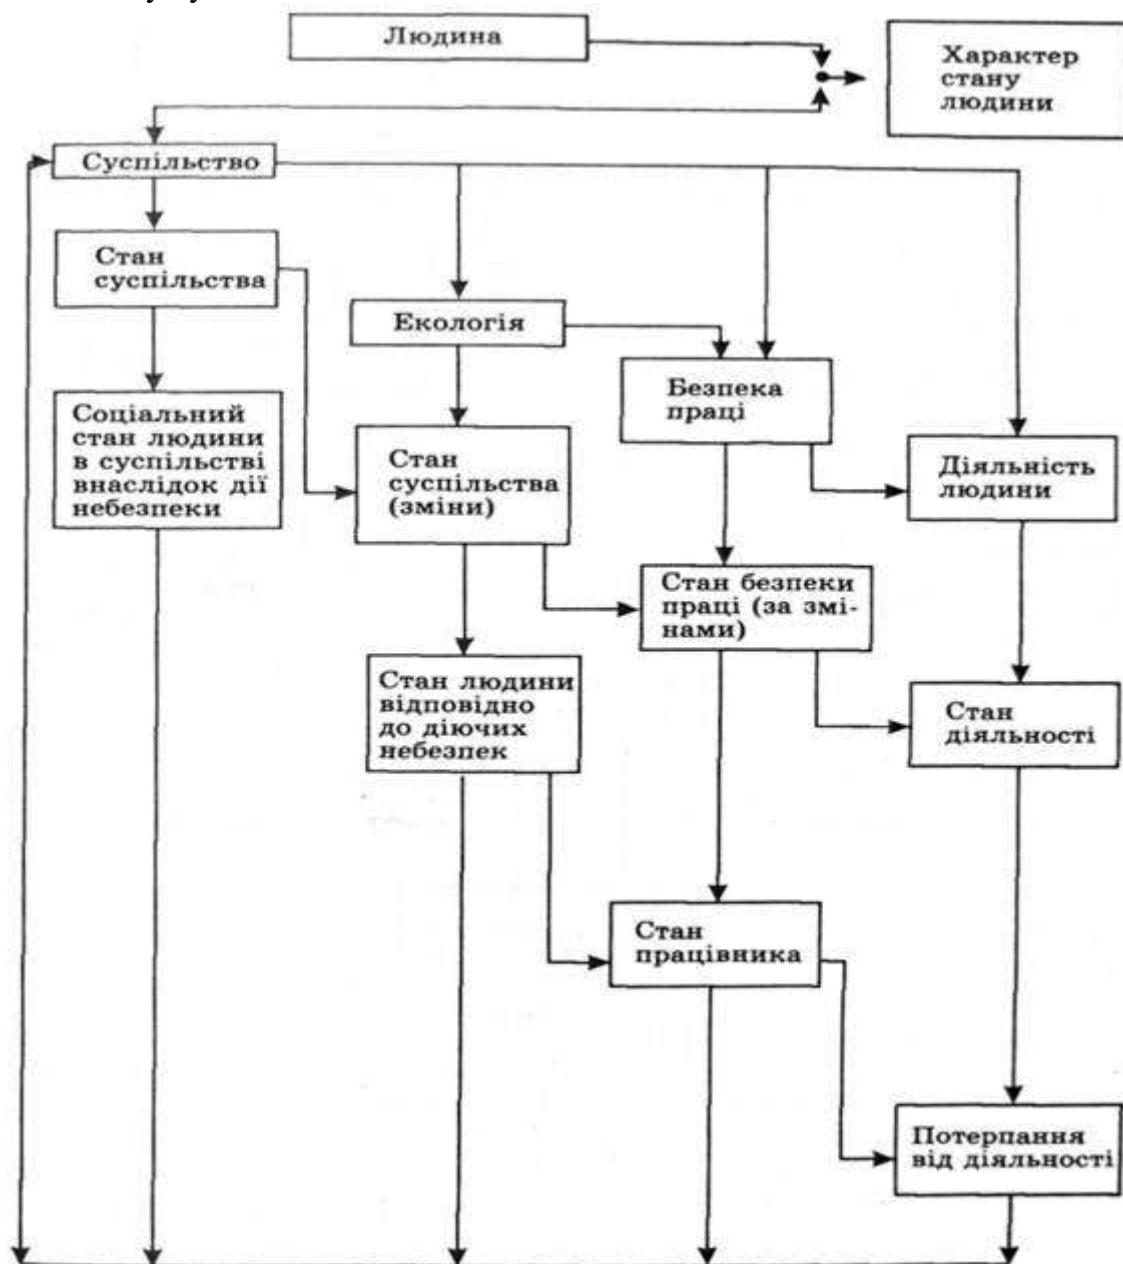 Людина
Характер
стану
людини
Суспільство
Стан
суспільства
Екологія
Безпека
праці
Соціальний
стан людини
в суспільстві
внаслідок дії
небезпеки
Стан
суспільства
(зміни)
Діяльність
людини
Стан безпеки
праці (за змі-
нами)
Стан людини
відповідно
до діючих
небезпек
Стан
діяльності
Стан
працівника
Потерпання
від діяльності